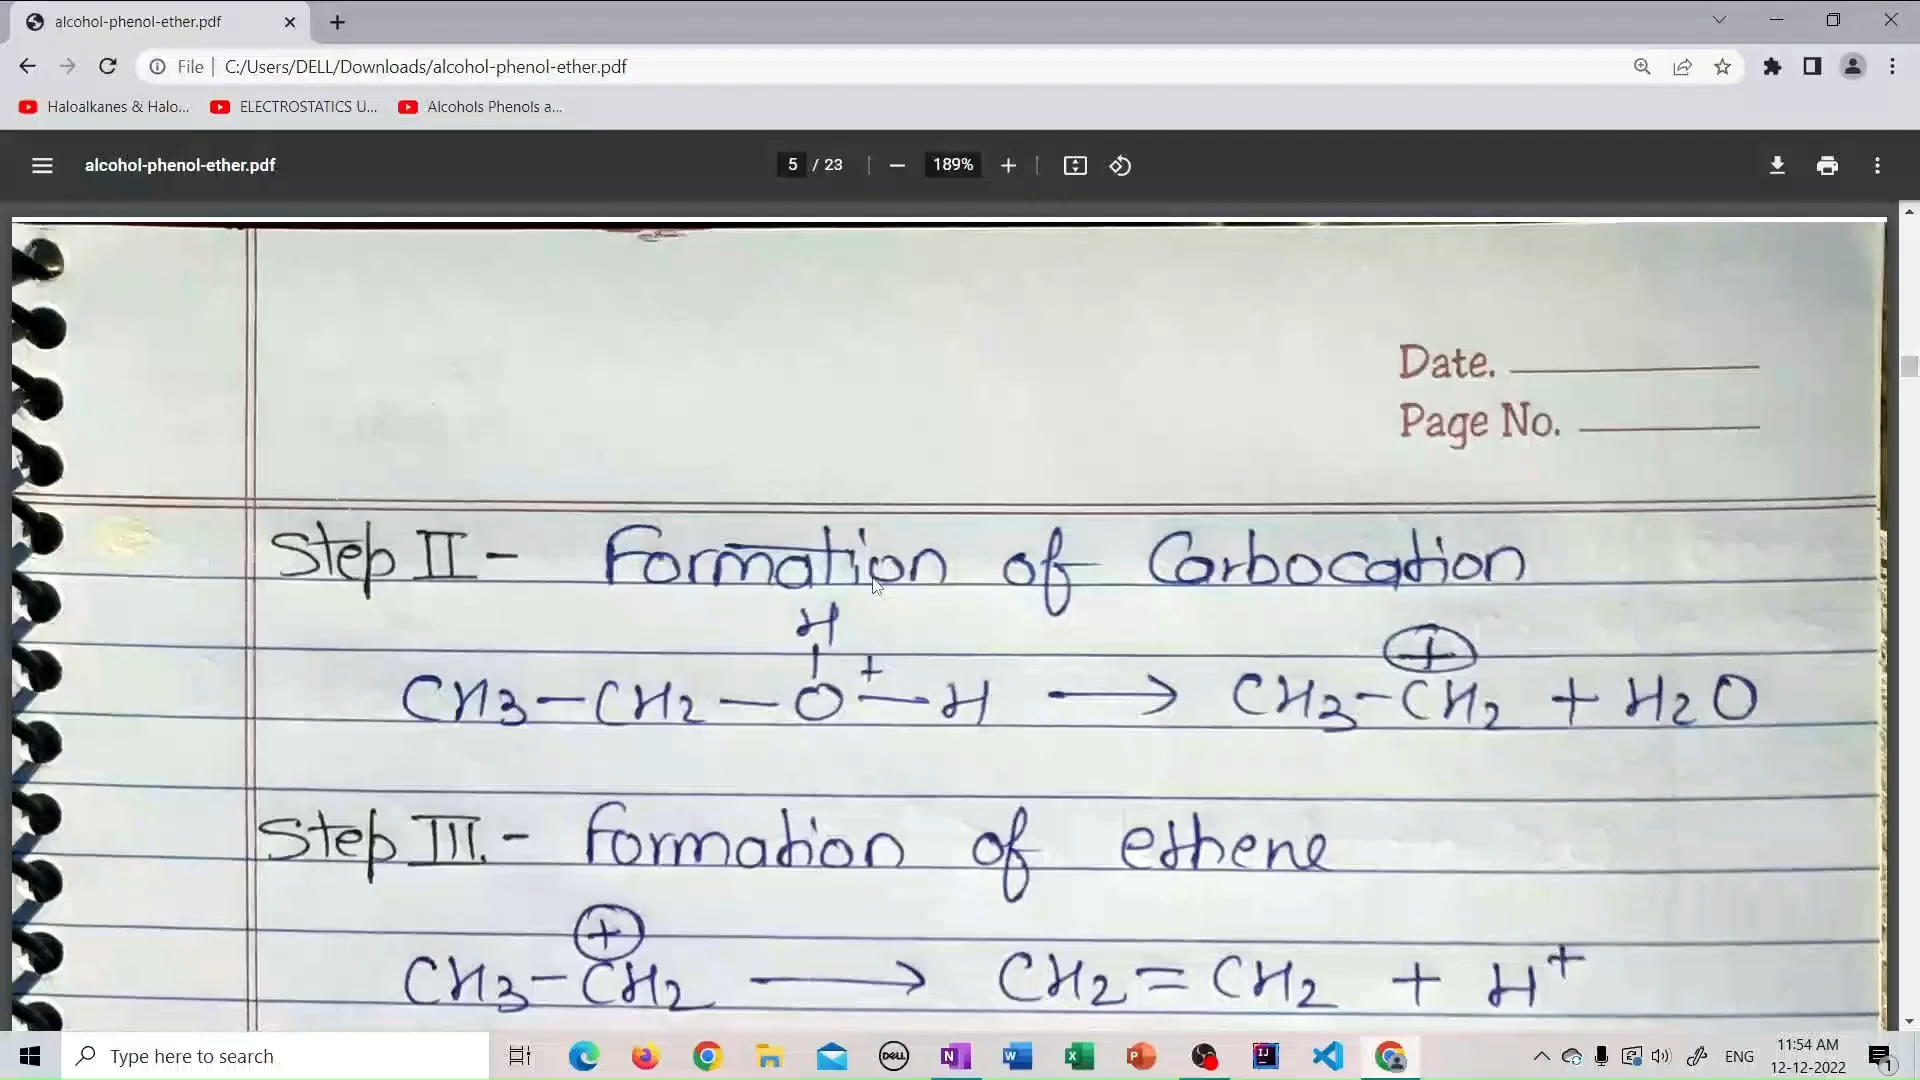 alcohol-phenol-ether.pdf
File | C:/Users/DELL/Downloads/alcohol-phenol-ether.pdf
Haloalkanes & Halo... ELECTROSTATICS U... Alcohols Phenols a...
alcohol-phenol-ether.pdf 5 / 23 | − 189% + |
Date.
Page No.
Step II - Formation of Carbocation
H
CH3-CH2-O+-H → CH3-CH2 + H2O
+
Step III. - Formation of ethene
+
CH3-CH2 → CH2=CH2 + H+
Type here to search
DELL
ENG
11:54 AM
12-12-2022
1